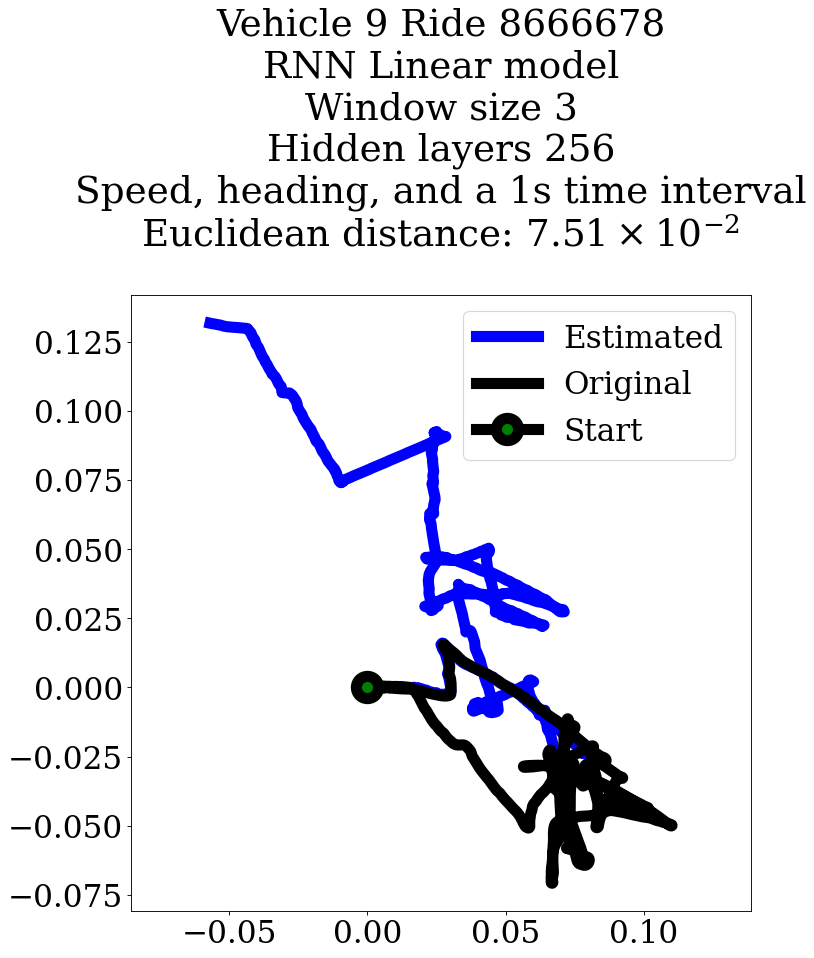 Vehicle 9 Ride 8666678
RNN Linear model
Window size 3
Hidden layers 256
Speed, heading, and a 1s time interval
Euclidean distance: 7.51 × 10⁻²
Estimated
Original
Start
0.125
0.100
0.075
0.050
0.025
0.000
−0.025
−0.050
−0.075
−0.05 0.00 0.05 0.10